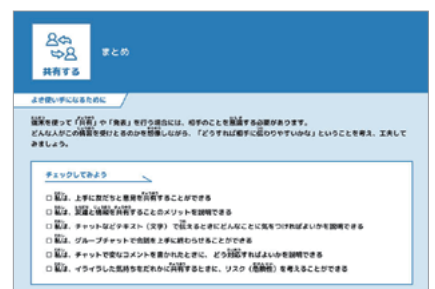 共有する
まとめ
よき使い手になるために
端末を使って「共有」や「発表」を行う場合には、相手のことを意識する必要があります。
どんな人がこの情報を受けとるのかを想像しながら、「どうすれば相手に伝わりやすいかな」ということを考え、工夫して
みましょう。
チェックしてみよう
□ 私は、上手に友だちと意見を共有することができる
□ 私は、友達と情報を共有することのメリットを説明できる
□ 私は、チャットなどテキスト（文字）で伝えるときにどんなことに気をつければよいかを説明できる
□ 私は、グループチャットで会話を上手に終わらせることができる
□ 私は、チャットで変なコメントを書かれたときに、どう対応すればよいかを説明できる
□ 私は、イライラした気持ちをだれかに共有するときに、リスク（危険性）を考えることができる